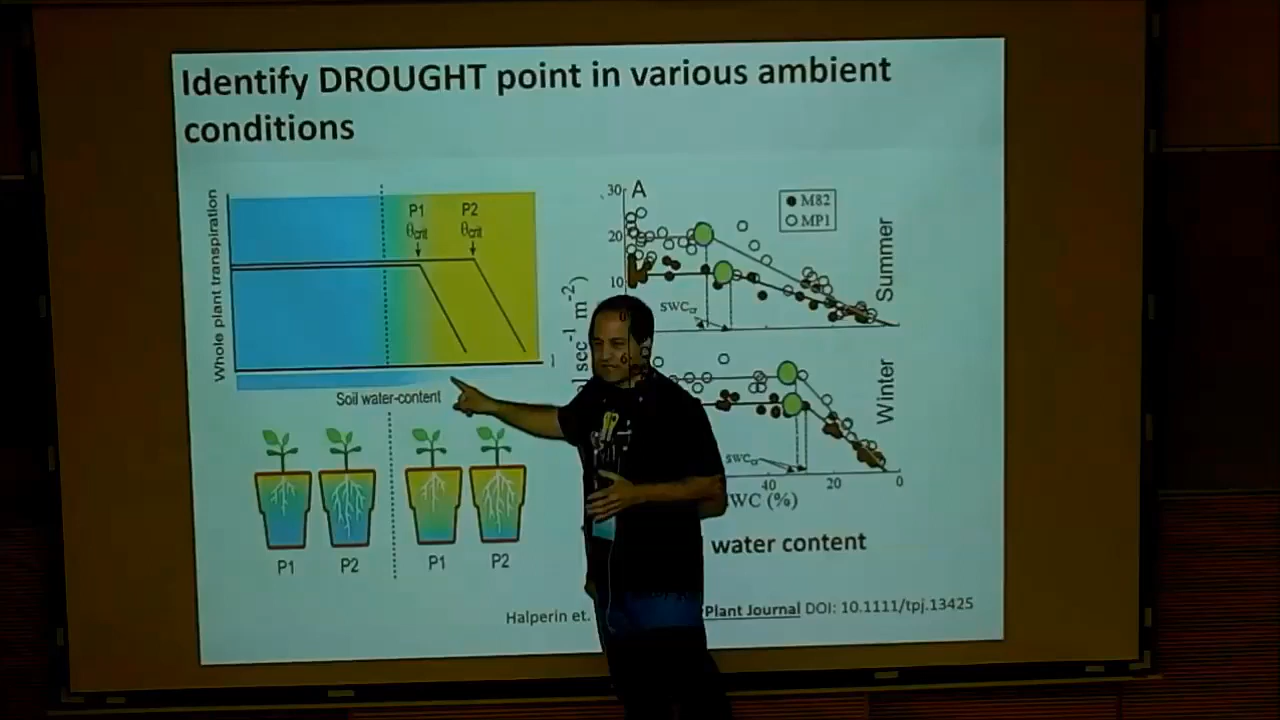 Identify DROUGHT point in various ambient
conditions
Whole plant transpiration
P1
θcrit
P2
θcrit
Soil water-content
P1
P2
P1
P2
30
A
20
10
M82
MP1
SWCcr
Summer
sec⁻¹ m⁻²)
6
SWCcr
Winter
40
20
0
WC (%)
water content
Halperin et.
Plant Journal DOI: 10.1111/tpj.13425